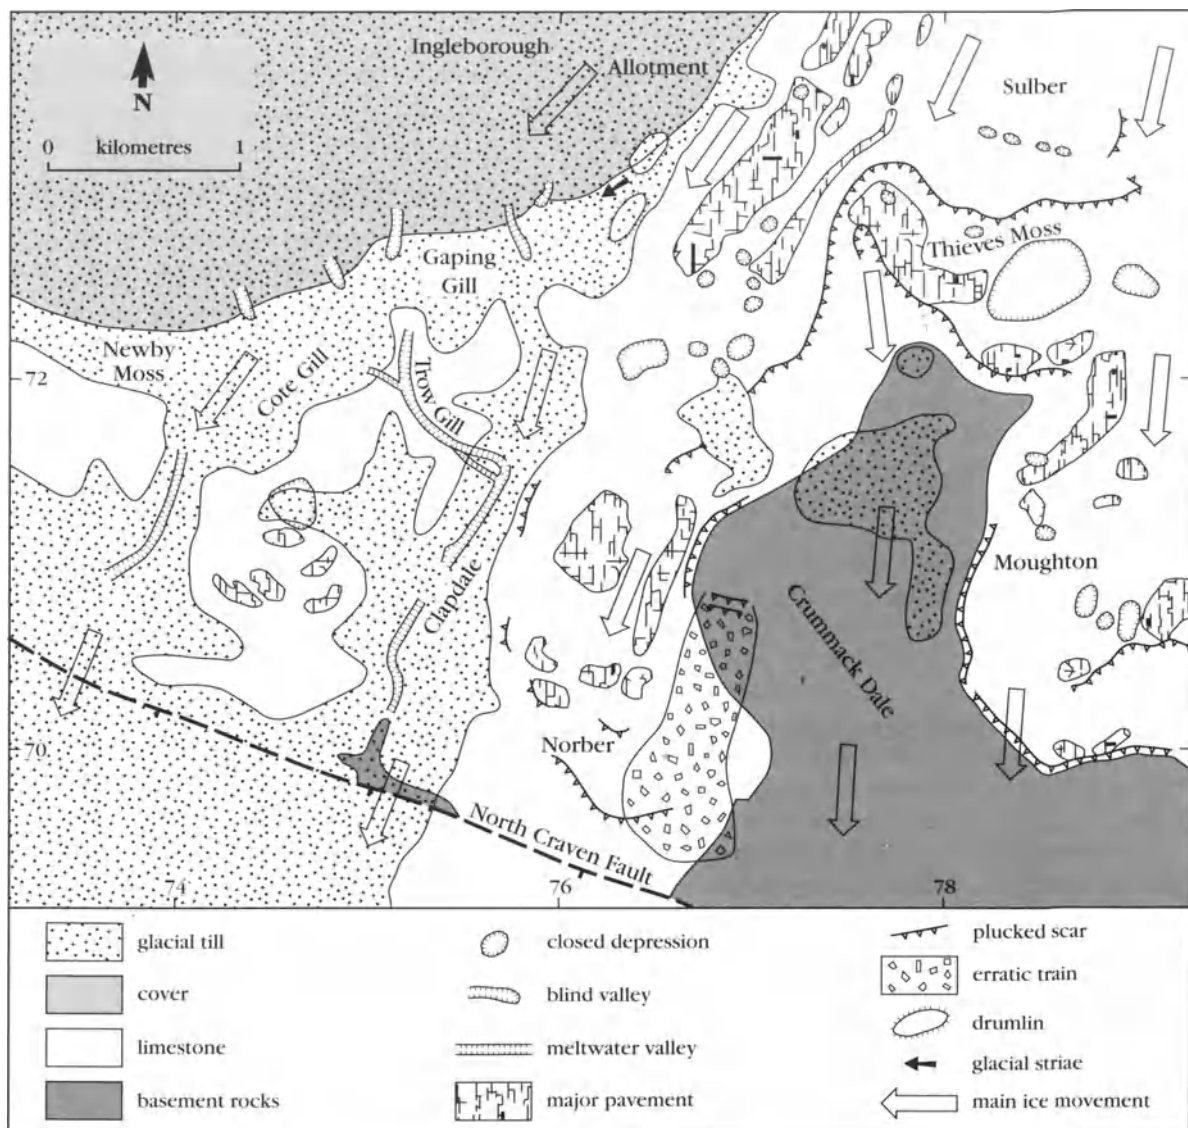 Ingleborough
Allotment
Sulber
N
0 kilometres 1
Thieves Moss
Gaping
Gill
Newby
Moss
72
Cote Gill
Trow Gill
Moughton
Clapdale
Crummack Dale
70
Norber
North Craven Fault
74
76
78
glacial till
closed depression
plucked scar
cover
blind valley
erratic train
limestone
meltwater valley
drumlin
basement rocks
major pavement
glacial striae
main ice movement